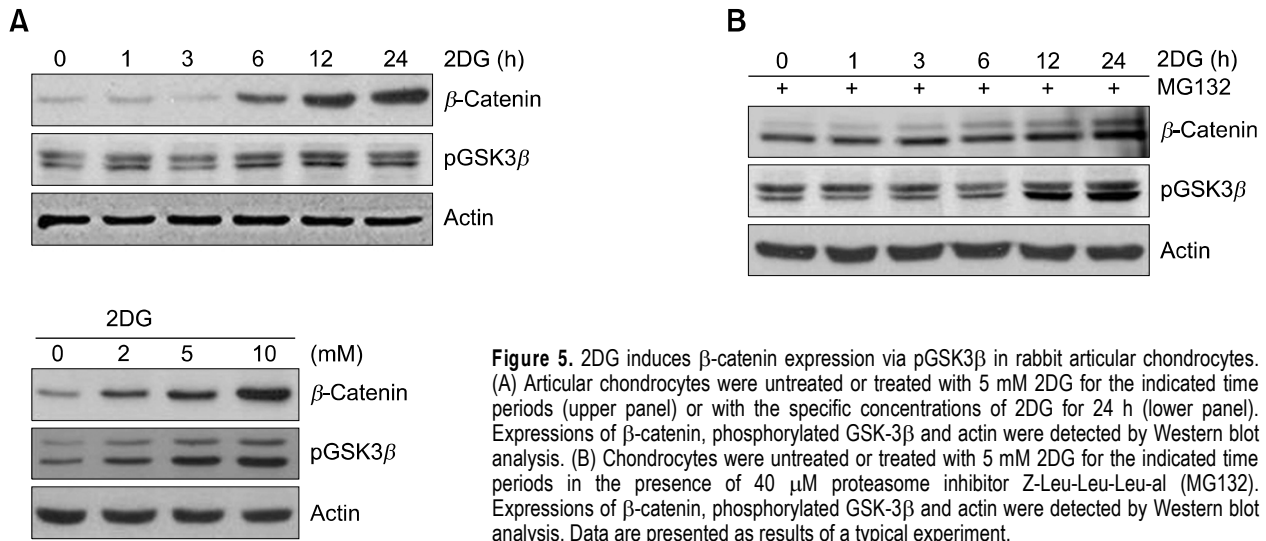 A
0 1 3 6 12 24 2DG (h)
β-Catenin
pGSK3β
Actin
2DG
0 2 5 10 (mM)
β-Catenin
pGSK3β
Actin
B
0 1 3 6 12 24 2DG (h)
+ + + + + + MG132
β-Catenin
pGSK3β
Actin
Figure 5. 2DG induces β-catenin expression via pGSK3β in rabbit articular chondrocytes.
(A) Articular chondrocytes were untreated or treated with 5 mM 2DG for the indicated time
periods (upper panel) or with the specific concentrations of 2DG for 24 h (lower panel).
Expressions of β-catenin, phosphorylated GSK-3β and actin were detected by Western blot
analysis. (B) Chondrocytes were untreated or treated with 5 mM 2DG for the indicated time
periods in the presence of 40 μM proteasome inhibitor Z-Leu-Leu-Leu-al (MG132).
Expressions of β-catenin, phosphorylated GSK-3β and actin were detected by Western blot
analysis. Data are presented as results of a typical experiment.